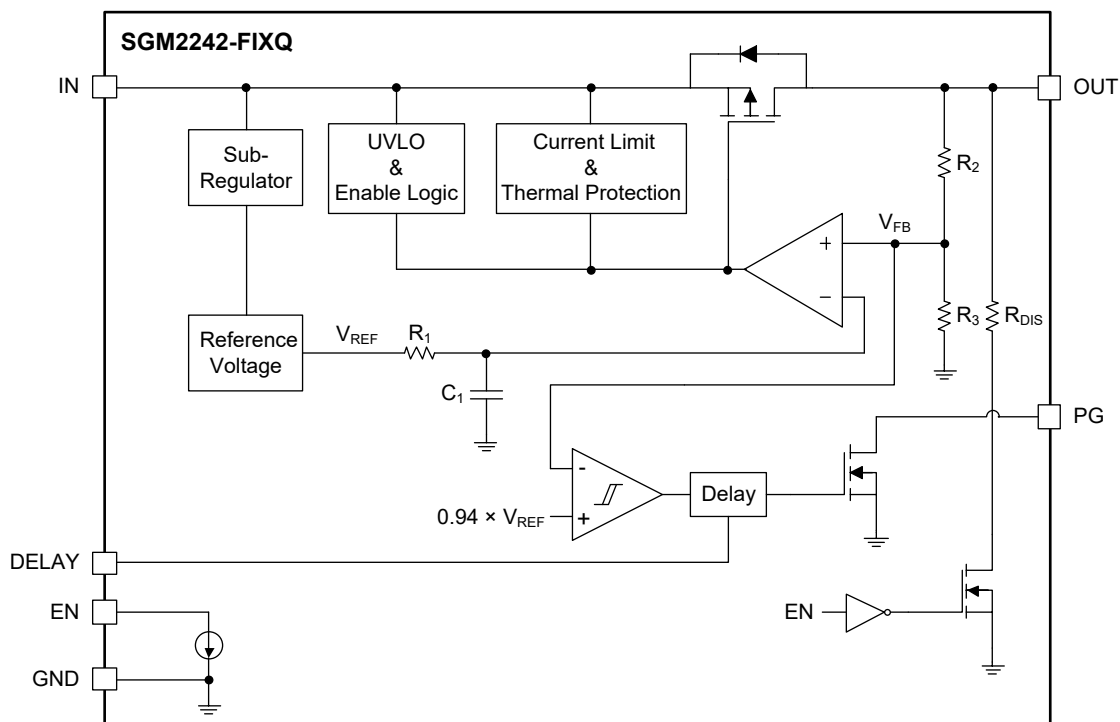 SGM2242-FIXQ
IN
OUT
Sub-
Regulator
UVLO
&
Enable Logic
Current Limit
&
Thermal Protection
R2
VFB
+
−
Reference
Voltage
VREF
R1
R3
RDIS
C1
PG
-
+
0.94 × VREF
Delay
DELAY
EN
EN
GND